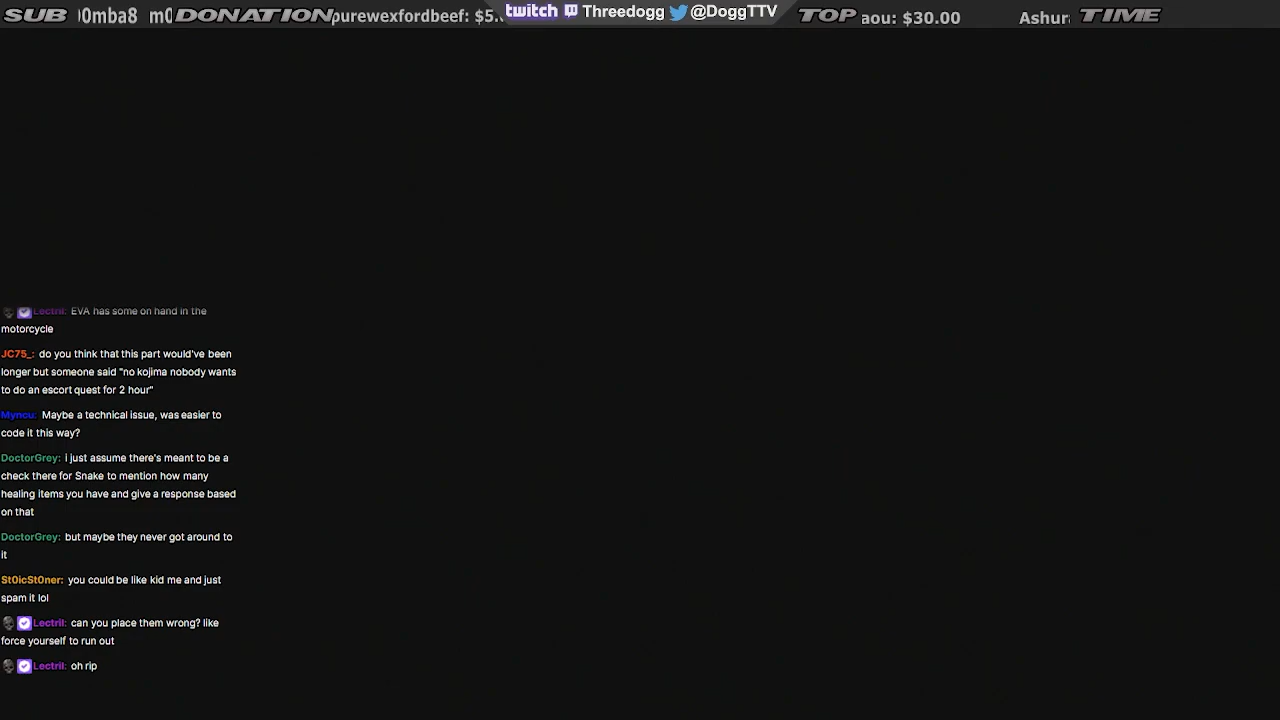 SUB 00mba8 m0 DONATION purewexfordbeef: $5. twitch Threedogg @DoggTTV TOP aou: $30.00 Ashur TIME
Lectril: EVA has some on hand in the
motorcycle
JC75_: do you think that this part would've been
longer but someone said "no kojima nobody wants
to do an escort quest for 2 hour"
Myncu: Maybe a technical issue, was easier to
code it this way?
DoctorGrey: i just assume there's meant to be a
check there for Snake to mention how many
healing items you have and give a response based
on that
DoctorGrey: but maybe they never got around to
it
St0icSt0ner: you could be like kid me and just
spam it lol
Lectril: can you place them wrong? like
force yourself to run out
Lectril: oh rip